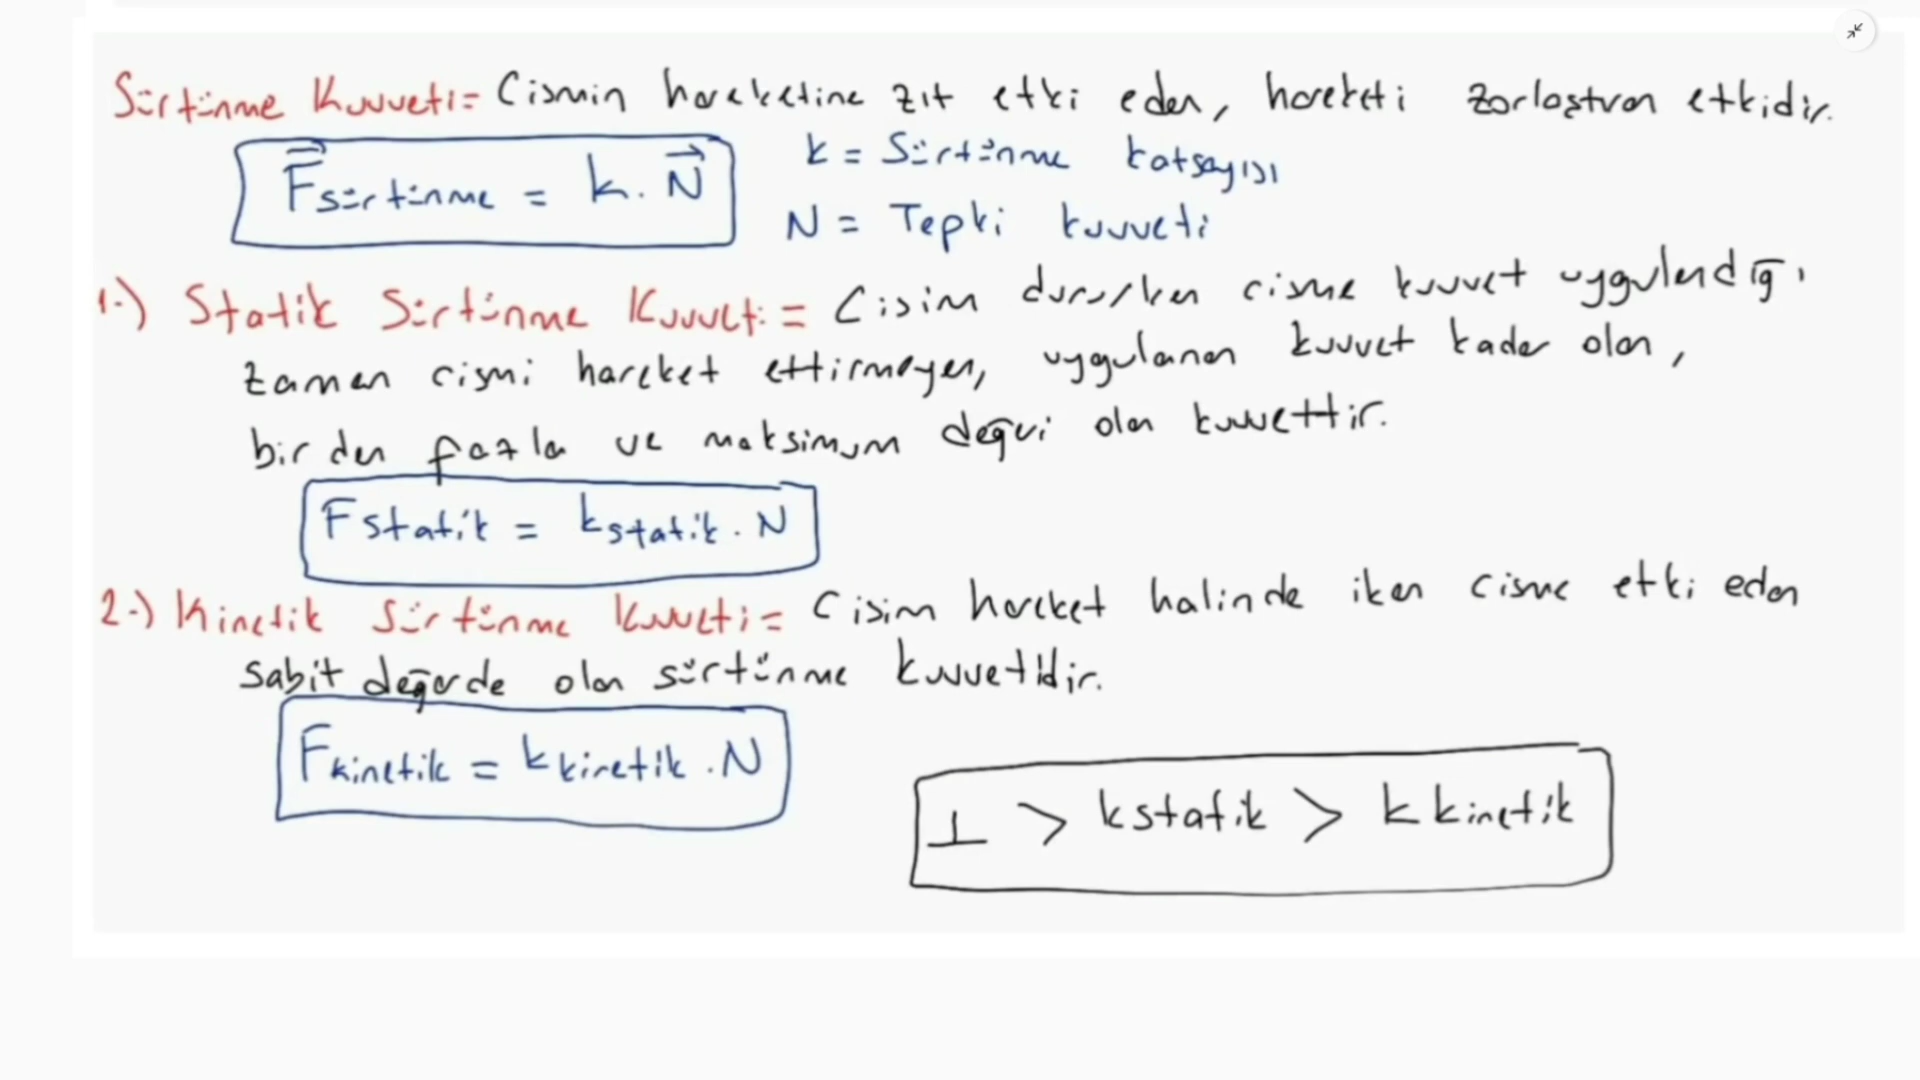 Sürtünme Kuvveti= Cismin hareketine zıt etki eden, hareketi zorlaştıran etkidir.
F⃗sürtünme = k . N⃗
k = Sürtünme katsayısı
N = Tepki kuvveti
1-) Statik Sürtünme Kuvveti = Cisim dururken cisme kuvvet uygulandığı
zaman cismi hareket ettirmeyen, uygulanan kuvvet kadar olan,
birden fazla ve maksimum değeri olan kuvvettir.
Fstatik = kstatik . N
2-) Kinetik Sürtünme Kuvveti= Cisim hareket halinde iken cisme etki eden
sabit değerde olan sürtünme kuvvetidir.
Fkinetik = kkinetik . N
1 > kstatik > kkinetik